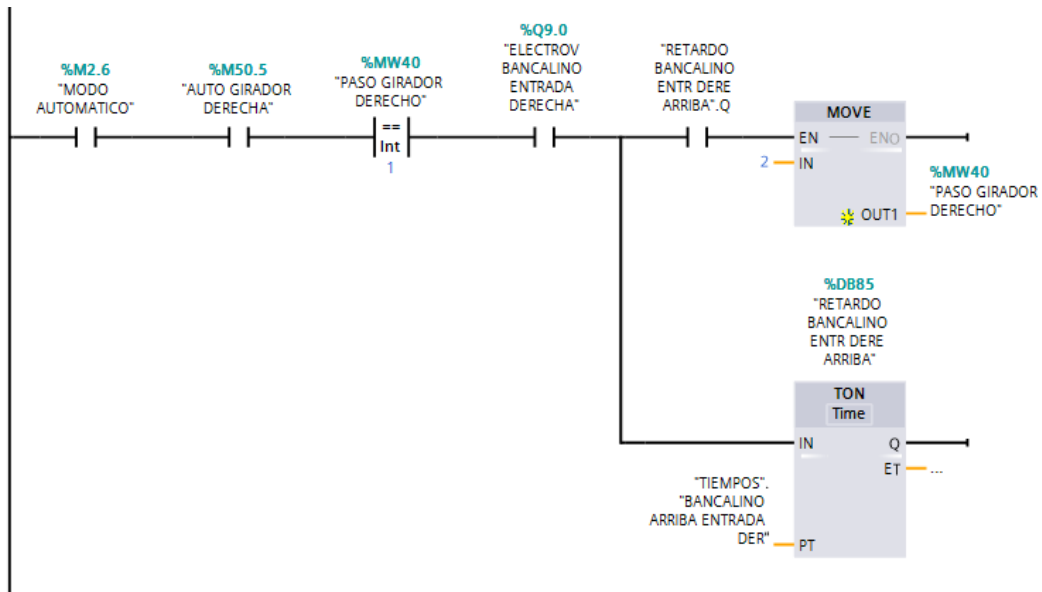 %M2.6
"MODO
AUTOMATICO"
%M50.5
"AUTO GIRADOR
DERECHA"
%MW40
"PASO GIRADOR
DERECHO"
==
Int
1
%Q9.0
"ELECTROV
BANCALINO
ENTRADA
DERECHA"
"RETARDO
BANCALINO
ENTR DERE
ARRIBA".Q
MOVE
EN
ENO
2
IN
OUT1
%MW40
"PASO GIRADOR
DERECHO"
%DB85
"RETARDO
BANCALINO
ENTR DERE
ARRIBA"
TON
Time
IN
Q
ET
...
"TIEMPOS".
"BANCALINO
ARRIBA ENTRADA
DER"
PT